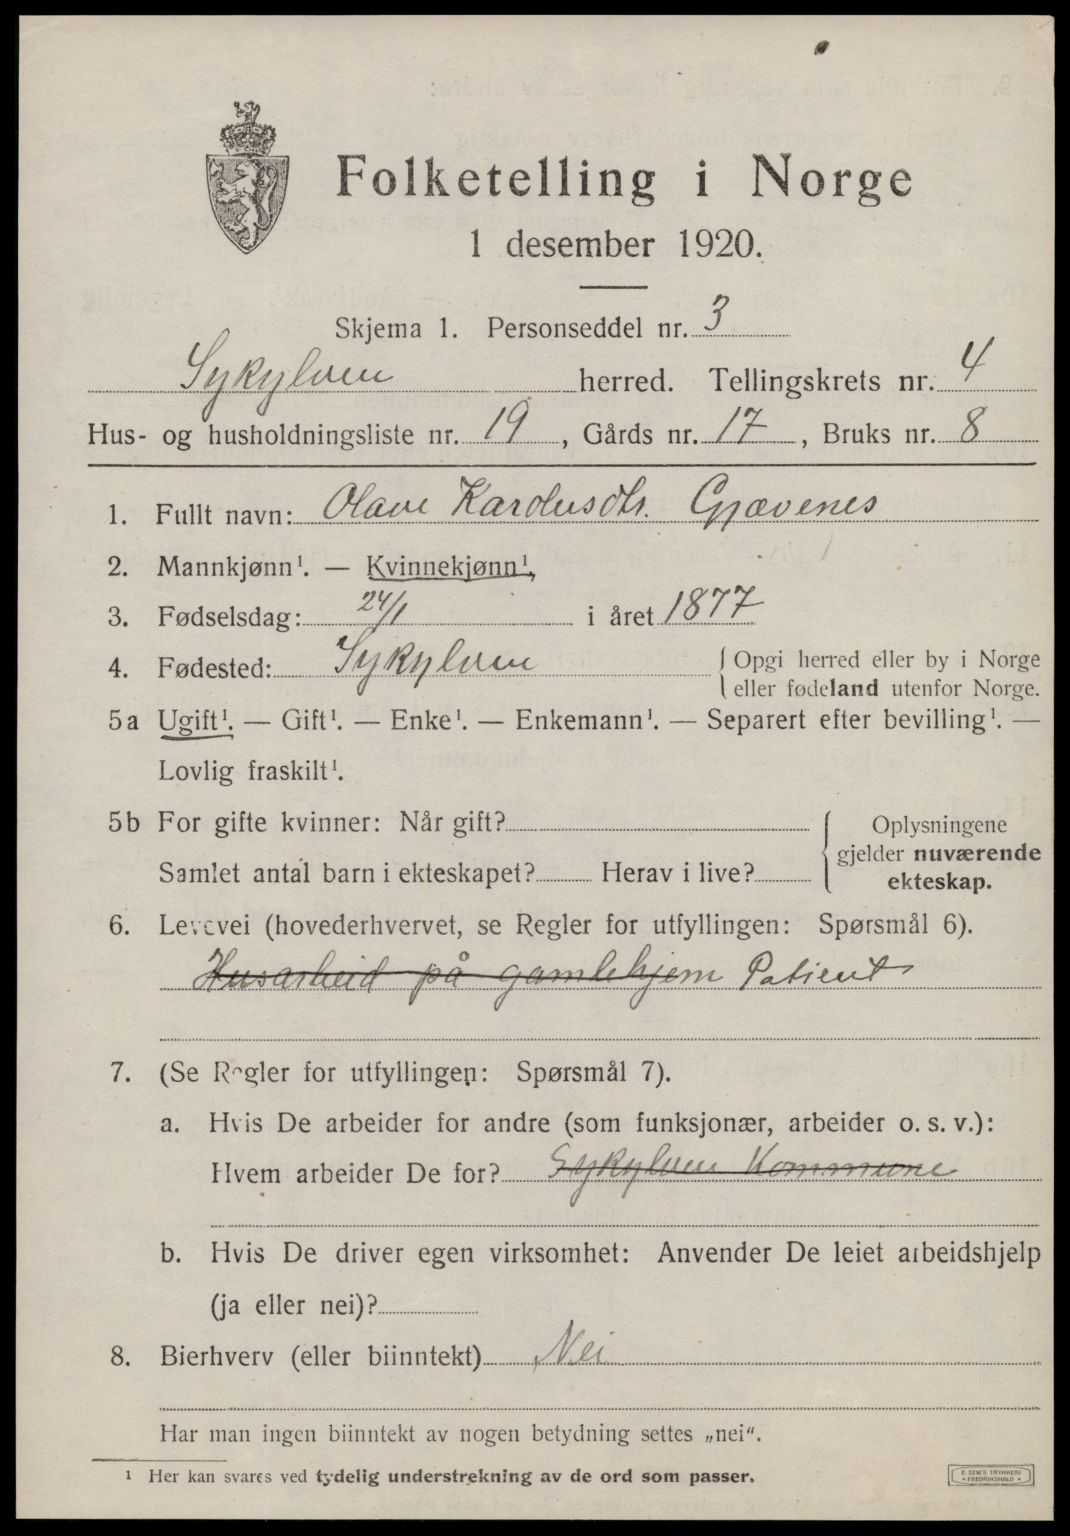 Folketelling i Norge
1 desember 1920.
Skjema 1. Personseddel nr. 3
Sykylven herred. Tellingskrets nr. 4
Hus- og husholdningsliste nr. 19, Gårds nr. 17, Bruks nr. 8
1. Fullt navn: Olave Karolusdtr. Gjævenes
2. Mannkjønn¹. — Kvinnekjønn¹,
3. Fødselsdag: 24/1 i året 1877
4. Fødested: Sykylven
Opgi herred eller by i Norge
eller fødeland utenfor Norge.
5a Ugift¹. — Gift¹. — Enke¹. — Enkemann¹. — Separert efter bevilling¹. —
Lovlig fraskilt¹.
5b For gifte kvinner: Når gift?
Samlet antal barn i ekteskapet? Herav i live?
Oplysningene
gjelder nuværende
ekteskap.
6. Levevei (hovederhvervet, se Regler for utfyllingen: Spørsmål 6).
Husarbeid på gamlehjem Patient
7. (Se Regler for utfyllingen: Spørsmål 7).
a. Hvis De arbeider for andre (som funksjonær, arbeider o. s. v.):
Hvem arbeider De for? Sykylven Kommune
b. Hvis De driver egen virksomhet: Anvender De leiet arbeidshjelp
(ja eller nei)?
8. Bierhverv (eller biinntekt) Nei
Har man ingen biinntekt av nogen betydning settes „nei“.
¹ Her kan svares ved tydelig understrekning av de ord som passer.
E. SEM'S TRYKKERI
FREDRIKSHALD